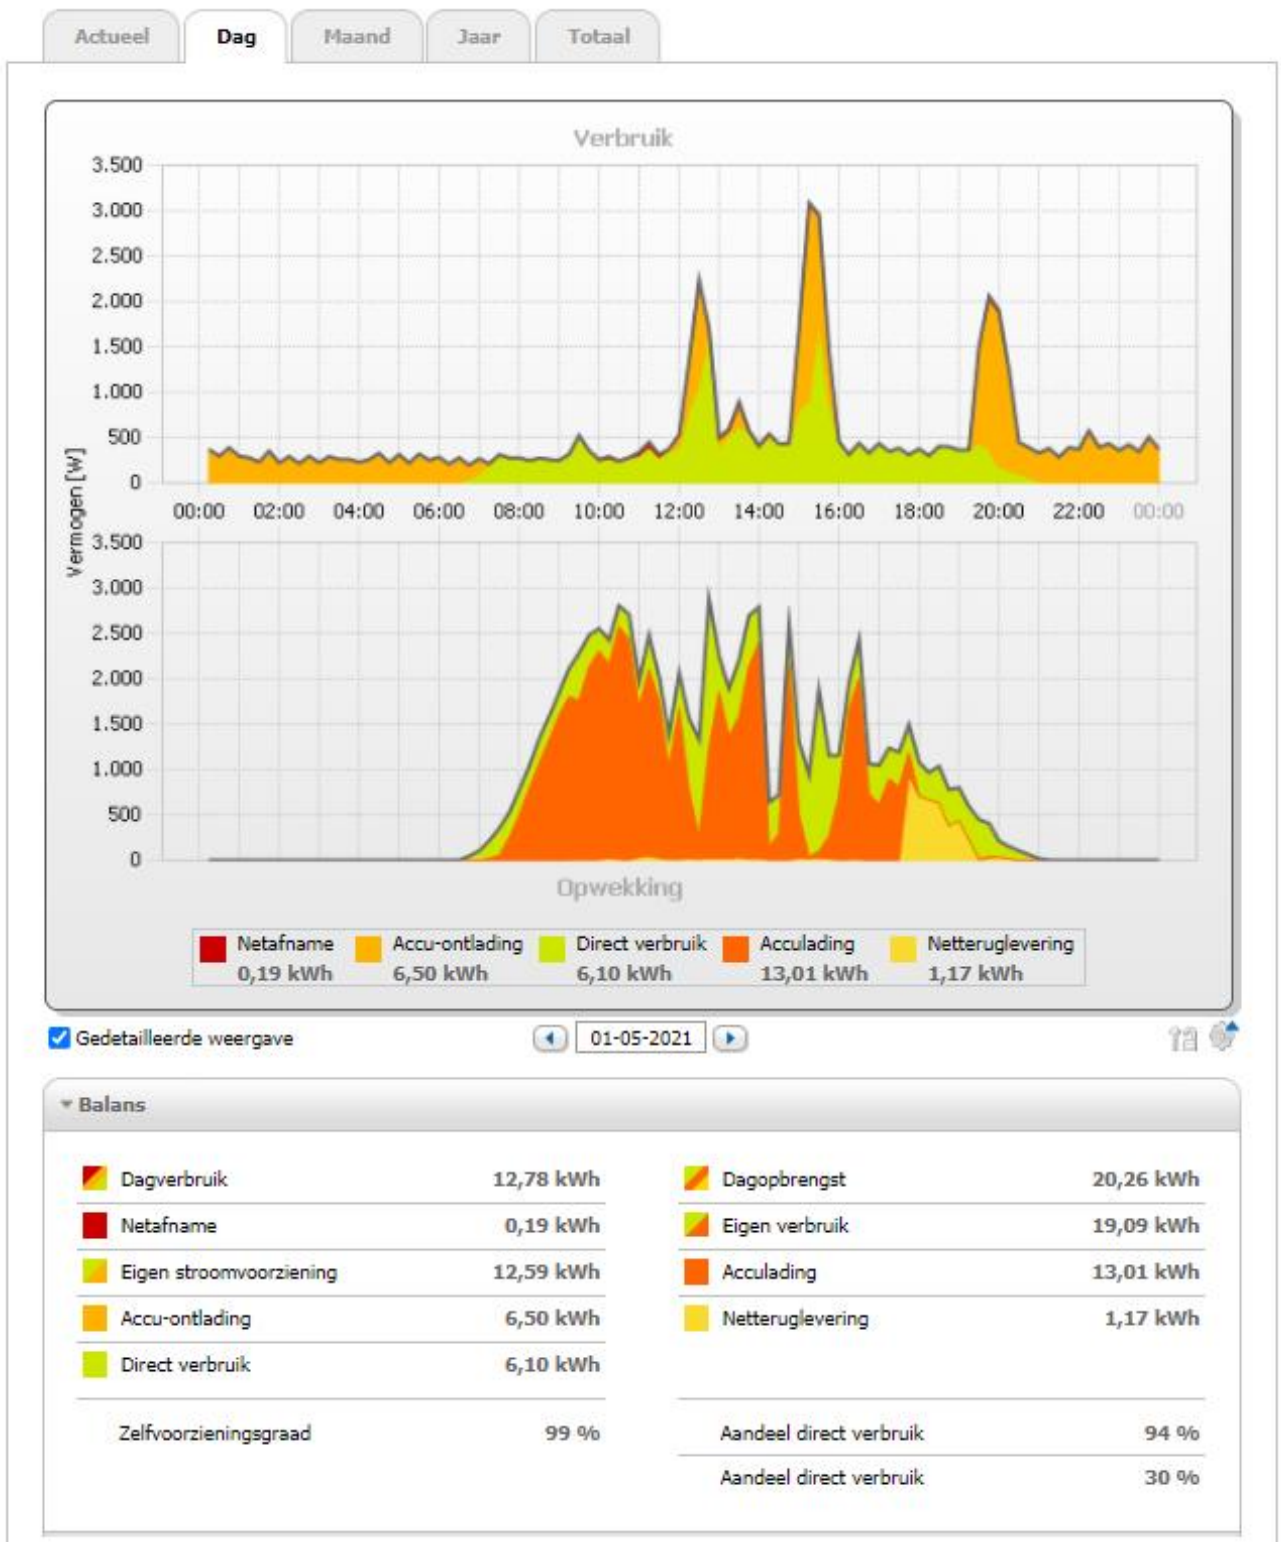 Actueel Dag Maand Jaar Totaal
Verbruik
3.500
3.000
2.500
2.000
1.500
1.000
500
0
00:00 02:00 04:00 06:00 08:00 10:00 12:00 14:00 16:00 18:00 20:00 22:00 00:00
Vermogen [W]
3.500
3.000
2.500
2.000
1.500
1.000
500
0
Opwekking
Netafname Accu-ontlading Direct verbruik Acculading Netteruglevering
0,19 kWh 6,50 kWh 6,10 kWh 13,01 kWh 1,17 kWh
Gedetailleerde weergave 01-05-2021
Balans
Dagverbruik 12,78 kWh Dagopbrengst 20,26 kWh
Netafname 0,19 kWh Eigen verbruik 19,09 kWh
Eigen stroomvoorziening 12,59 kWh Acculading 13,01 kWh
Accu-ontlading 6,50 kWh Netteruglevering 1,17 kWh
Direct verbruik 6,10 kWh
Zelfvoorzieningsgraad 99 % Aandeel direct verbruik 94 %
Aandeel direct verbruik 30 %